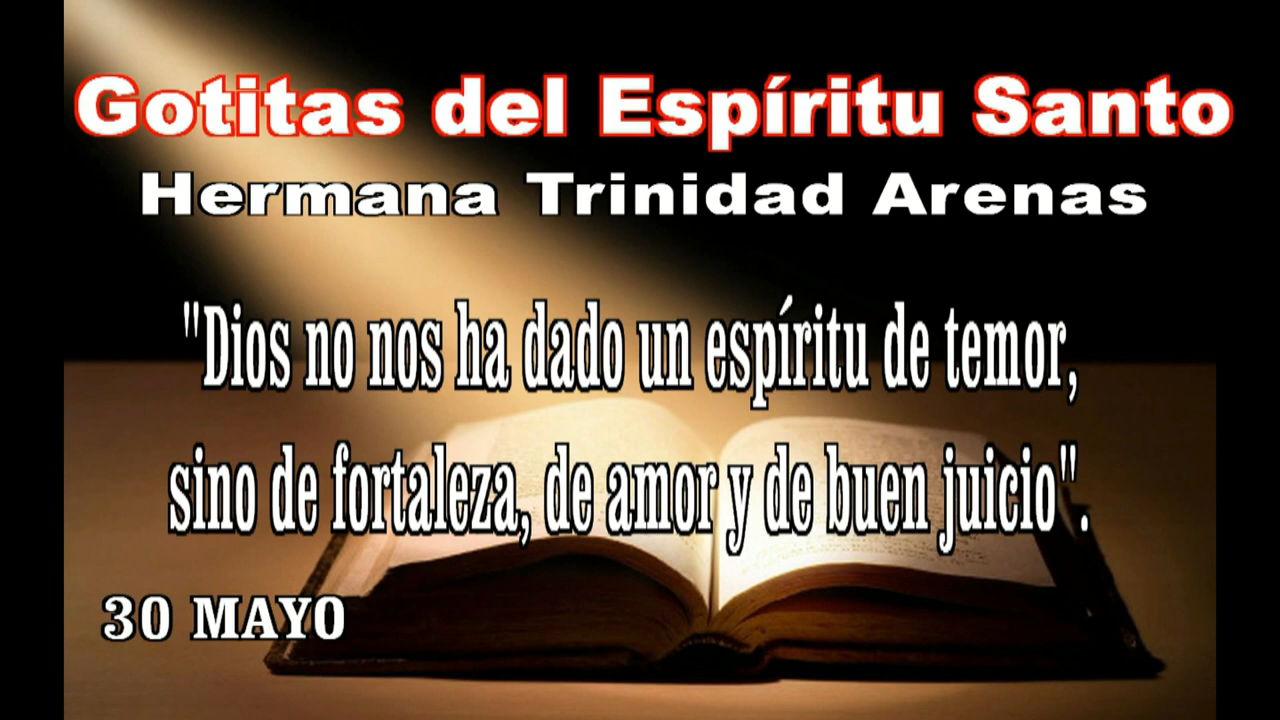 Gotitas del Espíritu Santo
Hermana Trinidad Arenas
"Dios no nos ha dado un espíritu de temor,
sino de fortaleza, de amor y de buen juicio".
30 MAYO